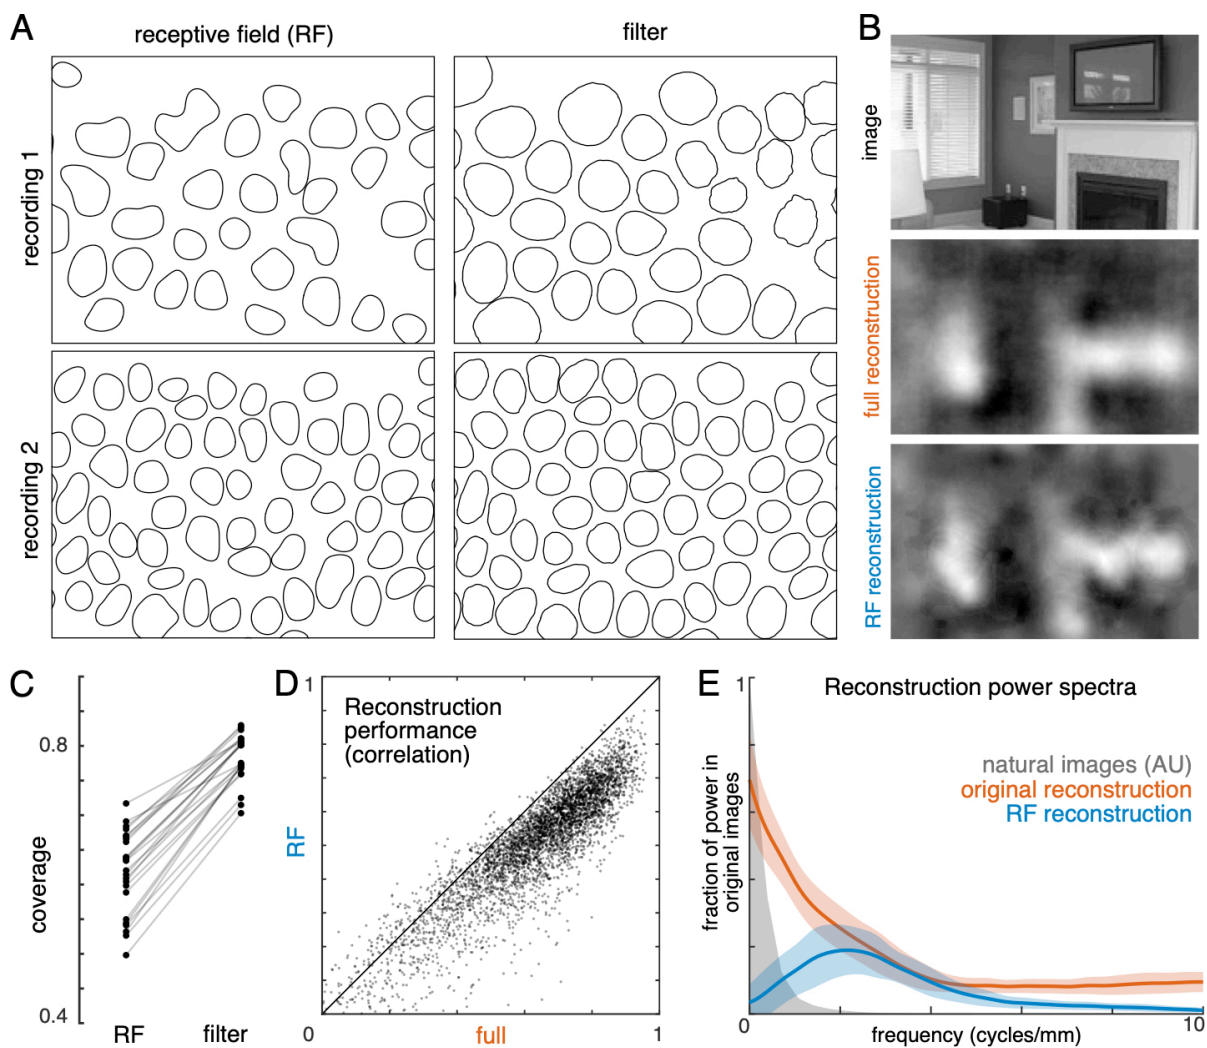 A
receptive field (RF)
filter
recording 1
recording 2
B
image
full reconstruction
RF reconstruction
C
coverage
0.8
0.4
RF
filter
D
1
Reconstruction
performance
(correlation)
RF
0
full
1
E
1
Reconstruction power spectra
natural images (AU)
original reconstruction
RF reconstruction
fraction of power in
original images
0
frequency (cycles/mm)
10